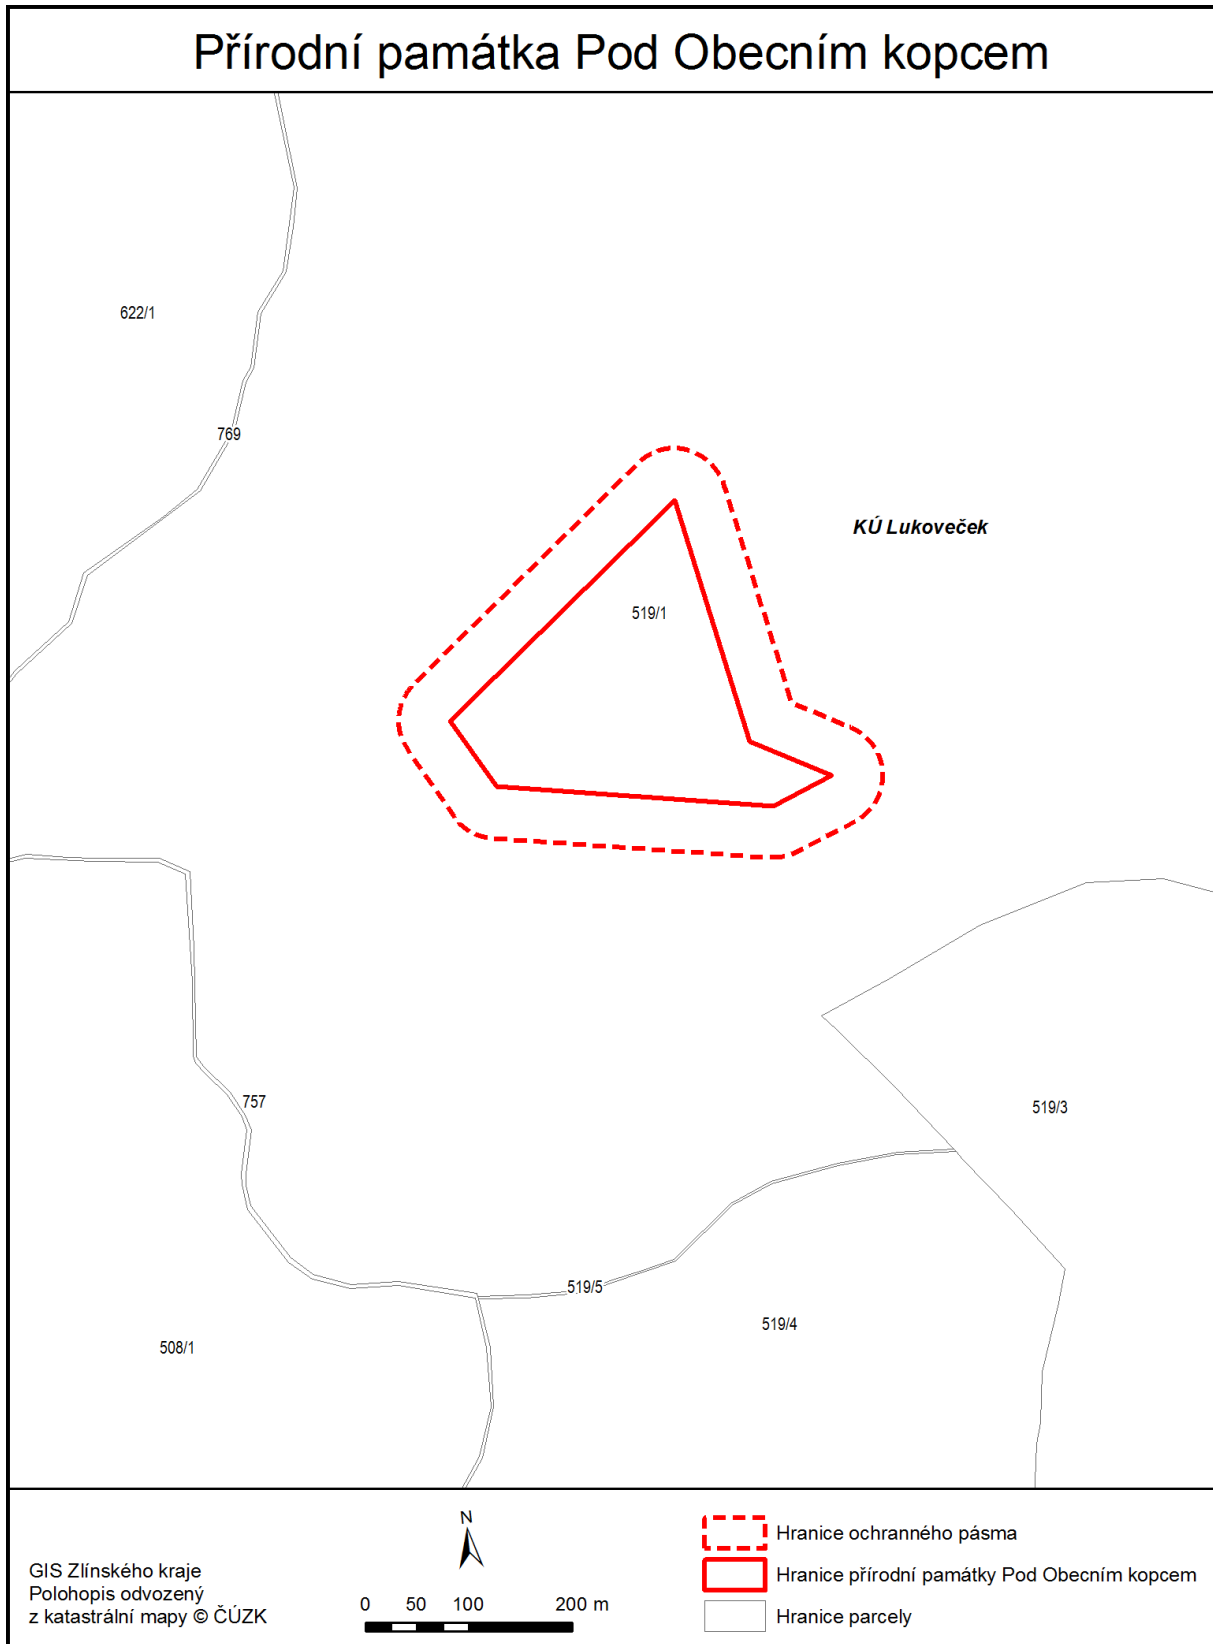 Přírodní památka Pod Obecním kopcem
622/1
769
KÚ Lukoveček
519/1
757
519/3
519/5
519/4
508/1
GIS Zlínského kraje
Polohopis odvozený
z katastrální mapy © ČÚZK
N
0 50 100 200 m
Hranice ochranného pásma
Hranice přírodní památky Pod Obecním kopcem
Hranice parcely